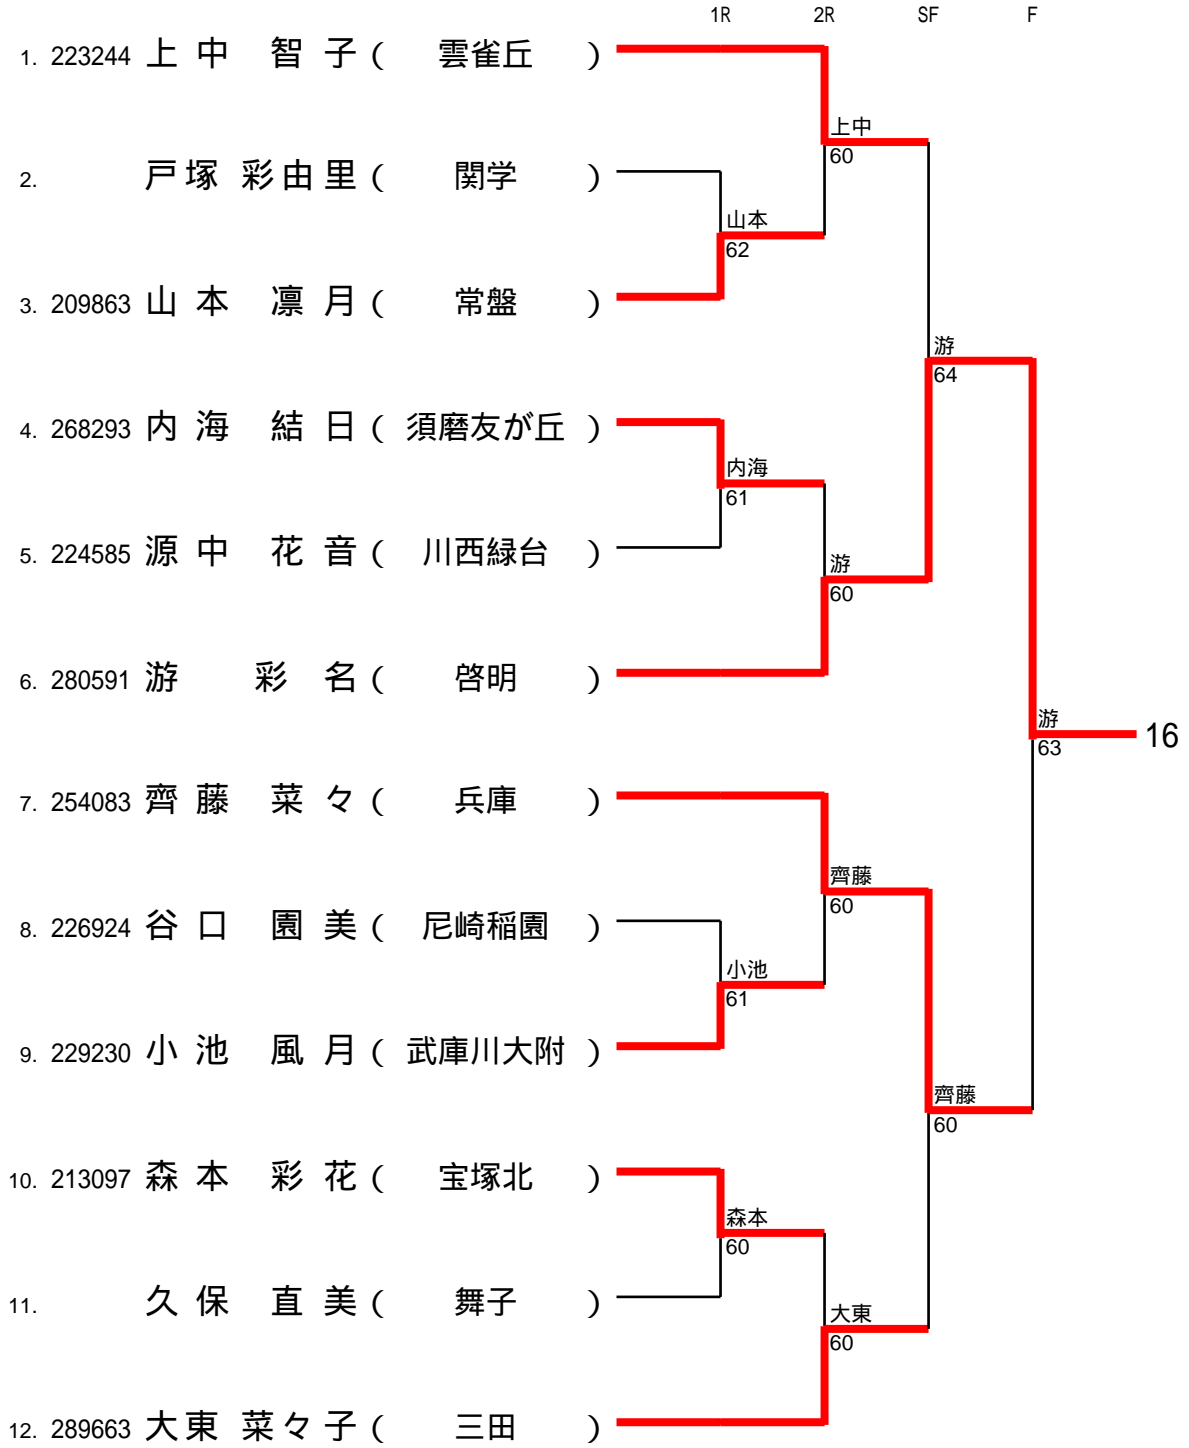 1R 2R SF F
1. 223244 上中 智子 ( 雲雀丘 )
上中
60
2. 戸塚 彩由里 ( 関学 )
山本
62
3. 209863 山本 凛月 ( 常盤 )
游
64
4. 268293 内海 結日 ( 須磨友が丘 )
内海
61
5. 224585 源中 花音 ( 川西緑台 )
游
60
6. 280591 游 彩名 ( 啓明 )
游
63
16
7. 254083 齊藤 菜々 ( 兵庫 )
齊藤
60
8. 226924 谷口 園美 ( 尼崎稲園 )
小池
61
9. 229230 小池 風月 ( 武庫川大附 )
齊藤
60
10. 213097 森本 彩花 ( 宝塚北 )
森本
60
11. 久保 直美 ( 舞子 )
大東
60
12. 289663 大東 菜々子 ( 三田 )